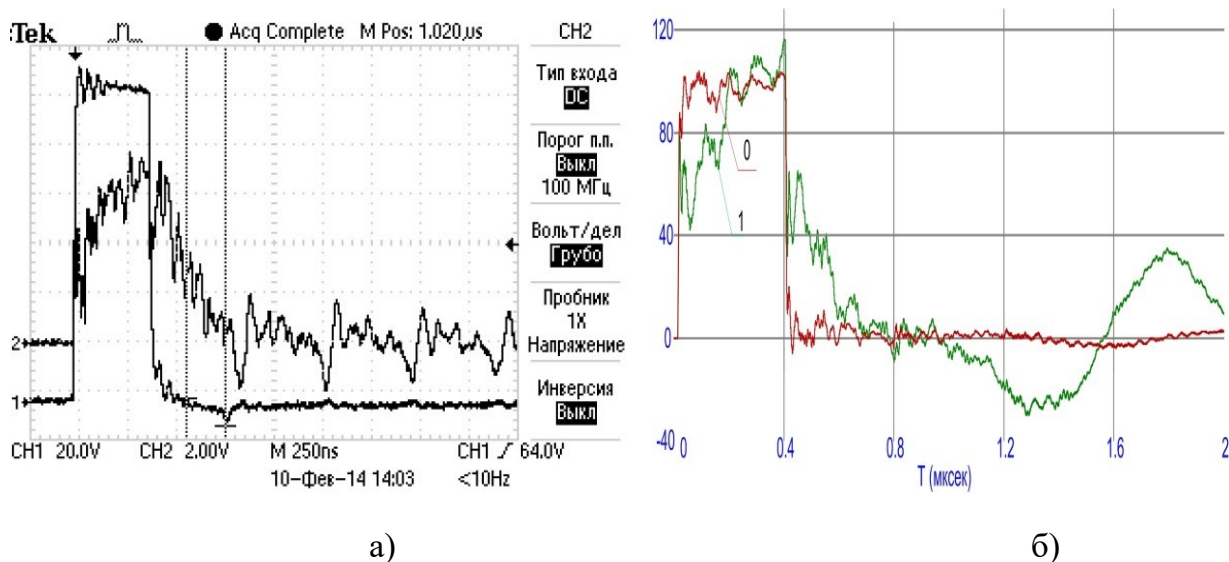 Tek Acq Complete M Pos: 1.020,us CH2
Тип входа
DC
Порог п.п.
Выкл
100 МГц
Вольт/дел
Грубо
Пробник
1X
Напряжение
Инверсия
Выкл
2
1
CH1 20.0V CH2 2.00V M 250ns CH1 64.0V
10-Фев-14 14:03 <10Hz
а)
120
80
40
0
-40
0
1
0 0.4 0.8 1.2 1.6 2
T (мксек)
б)